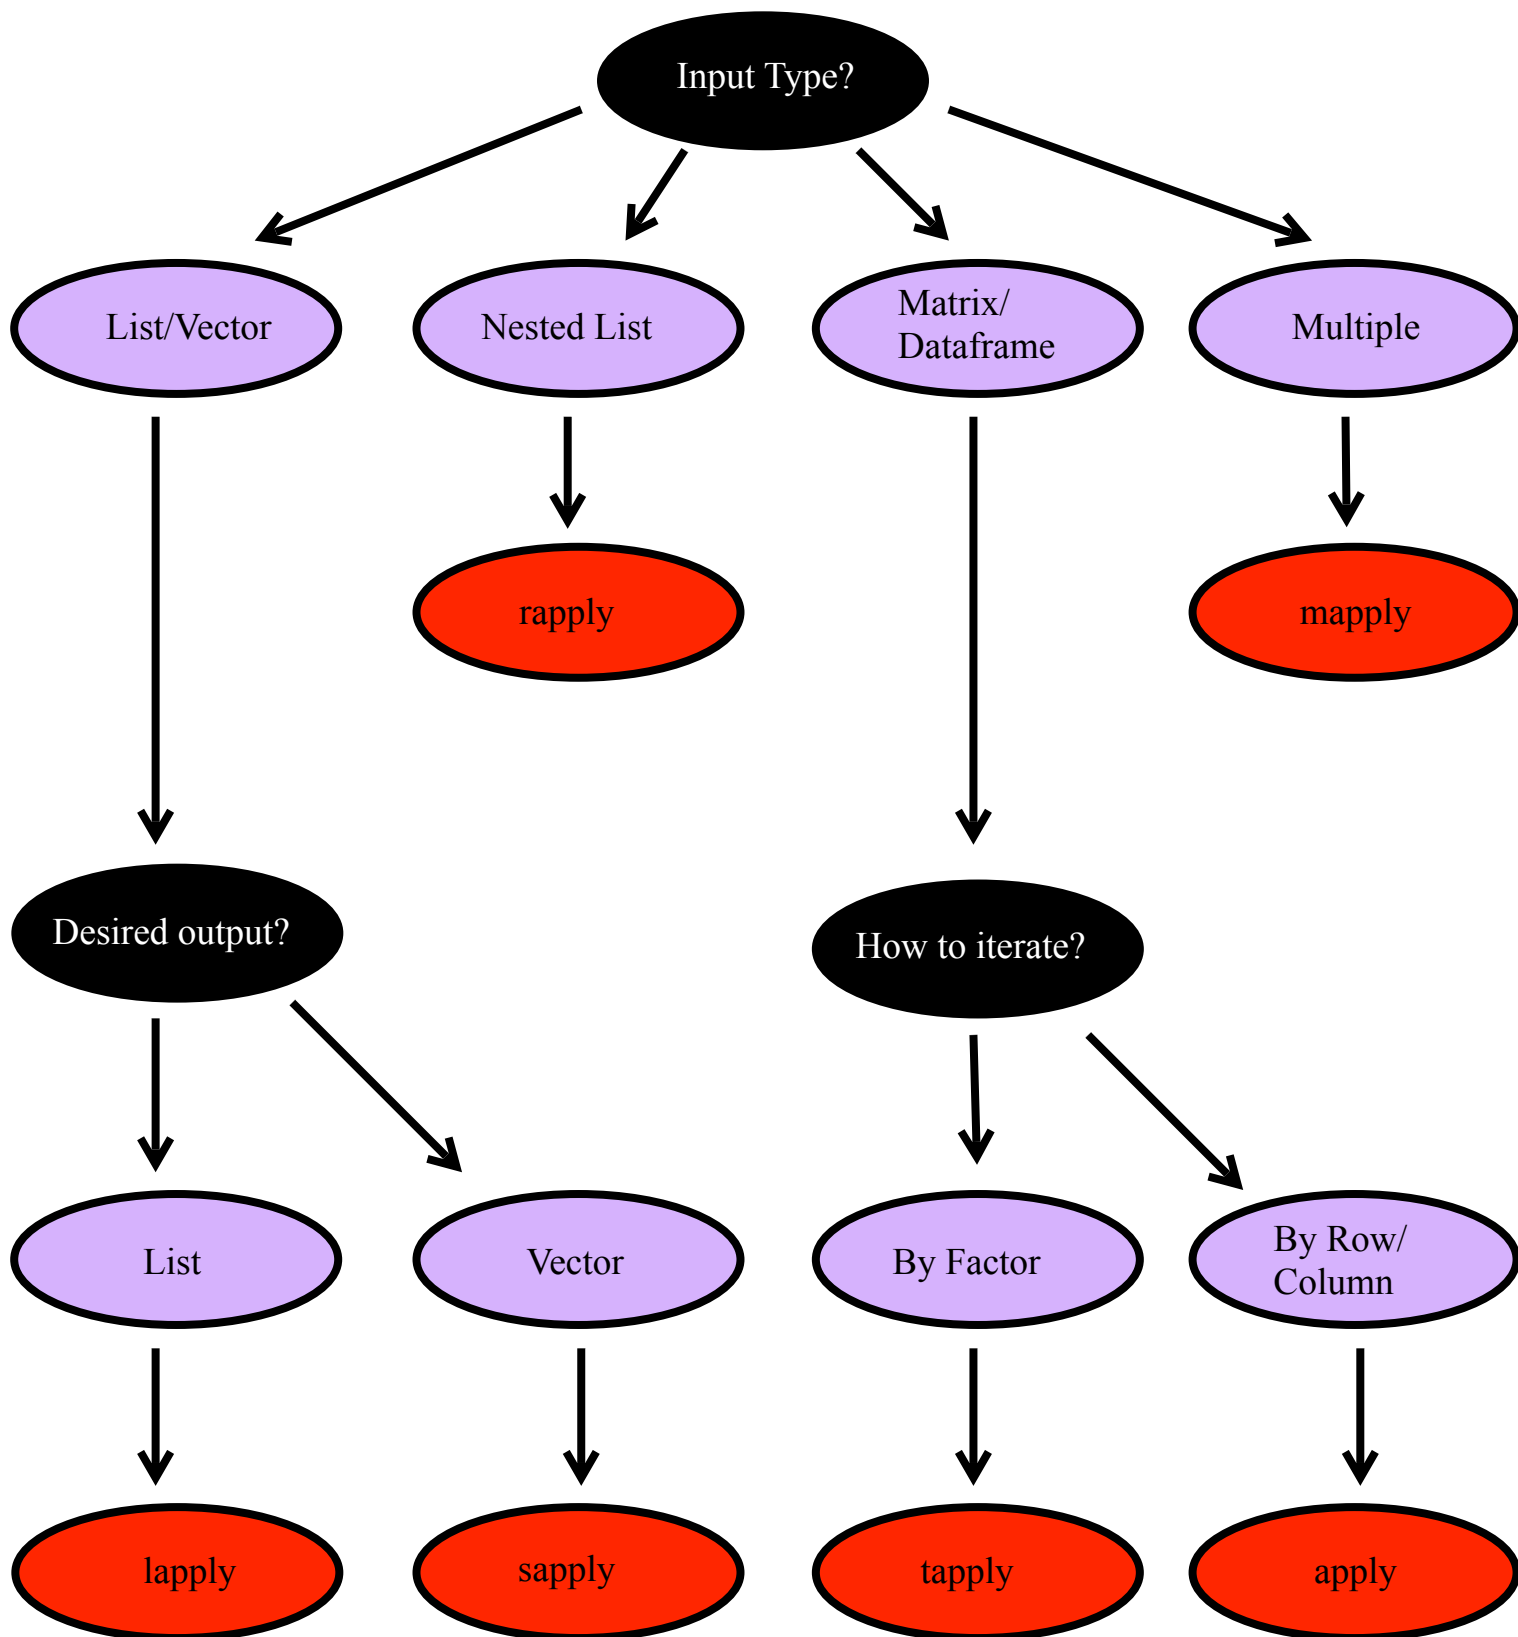 Input Type?
List/Vector
Nested List
Matrix/
Dataframe
Multiple
rapply
mapply
Desired output?
How to iterate?
List
Vector
By Factor
By Row/
Column
lapply
sapply
tapply
apply